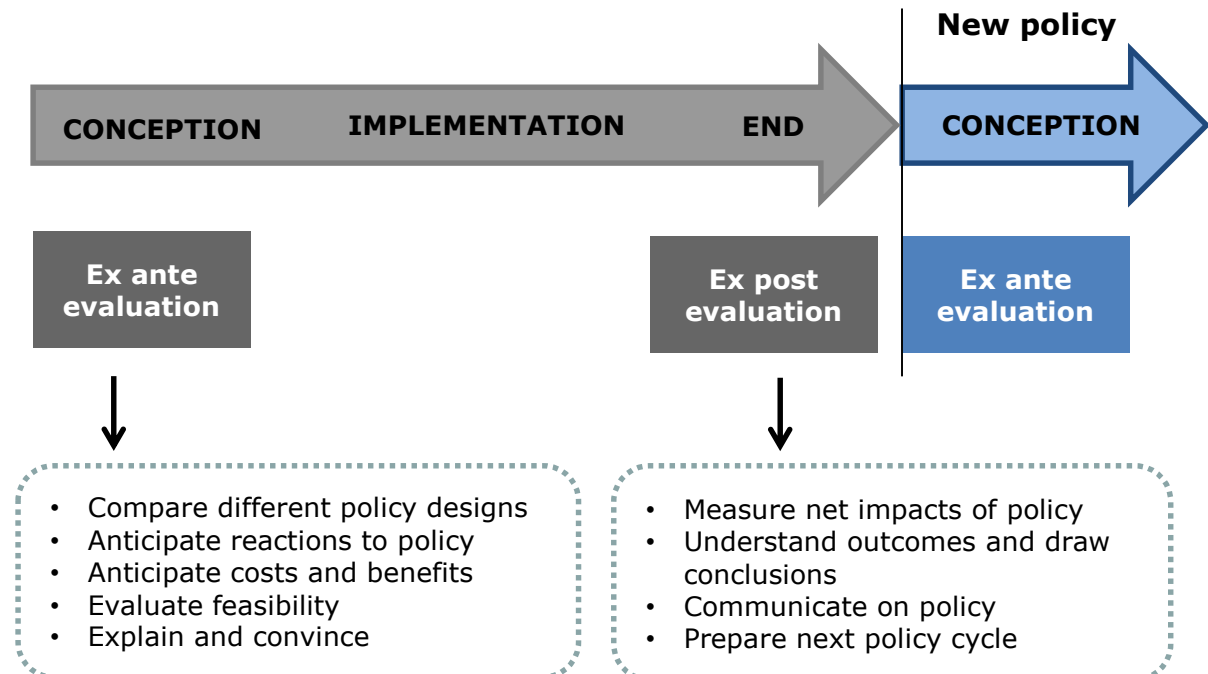 New policy
CONCEPTION IMPLEMENTATION END CONCEPTION
Ex ante
evaluation
Ex post
evaluation
Ex ante
evaluation
• Compare different policy designs
• Anticipate reactions to policy
• Anticipate costs and benefits
• Evaluate feasibility
• Explain and convince
• Measure net impacts of policy
• Understand outcomes and draw
conclusions
• Communicate on policy
• Prepare next policy cycle